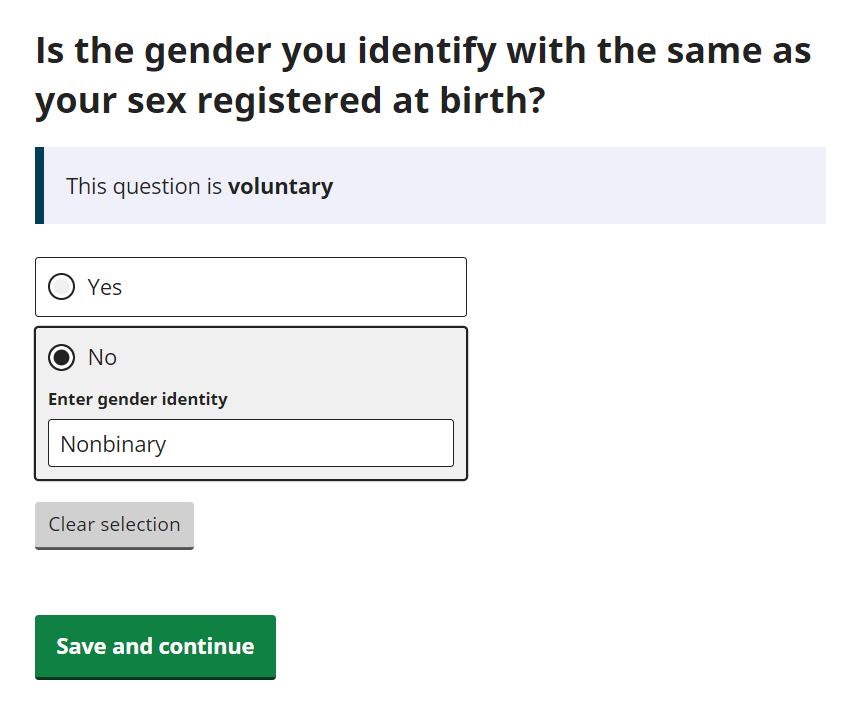 Is the gender you identify with the same as
your sex registered at birth?
This question is voluntary
Yes
No
Enter gender identity
Nonbinary
Clear selection
Save and continue